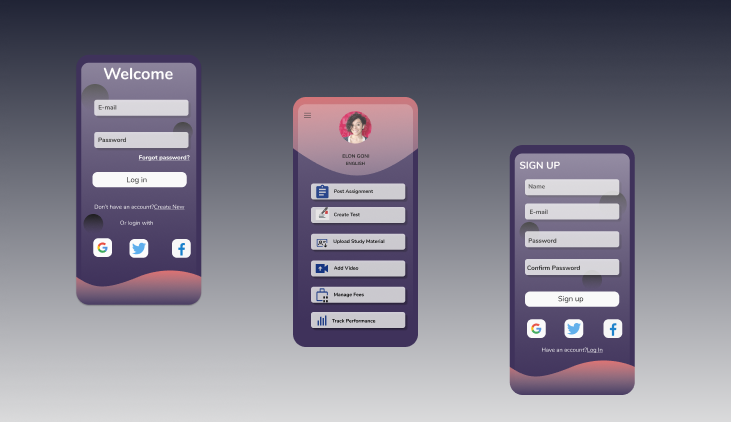 Welcome
E-mail
Password
Forgot password?
Log in
Don't have an account?Create New
Or login with
ELON GONI
ENGLISH
Post Assignment
Create Test
Upload Study Material
Add Video
Manage Fees
Track Performance
SIGN UP
Name
E-mail
Password
Confirm Password
Sign up
Have an account?Log In